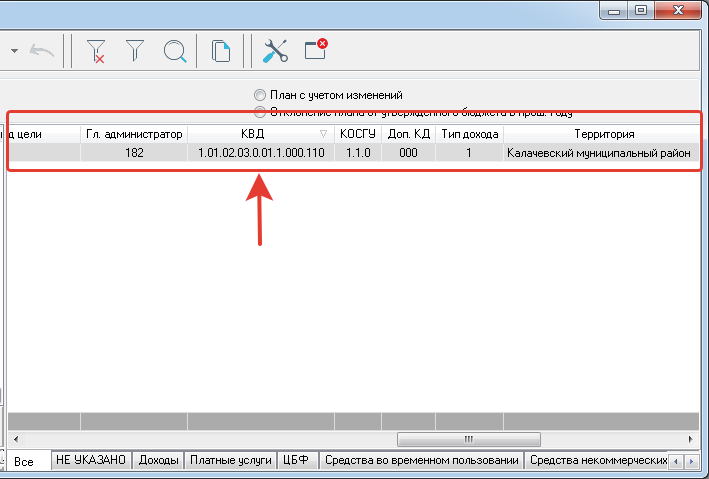 План с учетом изменений
Отклонение плана от утвержденного бюджета в прош. году
д цели Гл. администратор КВД КОСГУ Доп. КД Тип дохода Территория
182 1.01.02.03.0.01.1.000.110 1.1.0 000 1 Калачевский муниципальный район
Все НЕ УКАЗАНО Доходы Платные услуги ЦБФ Средства во временном пользовании Средства некоммерческих